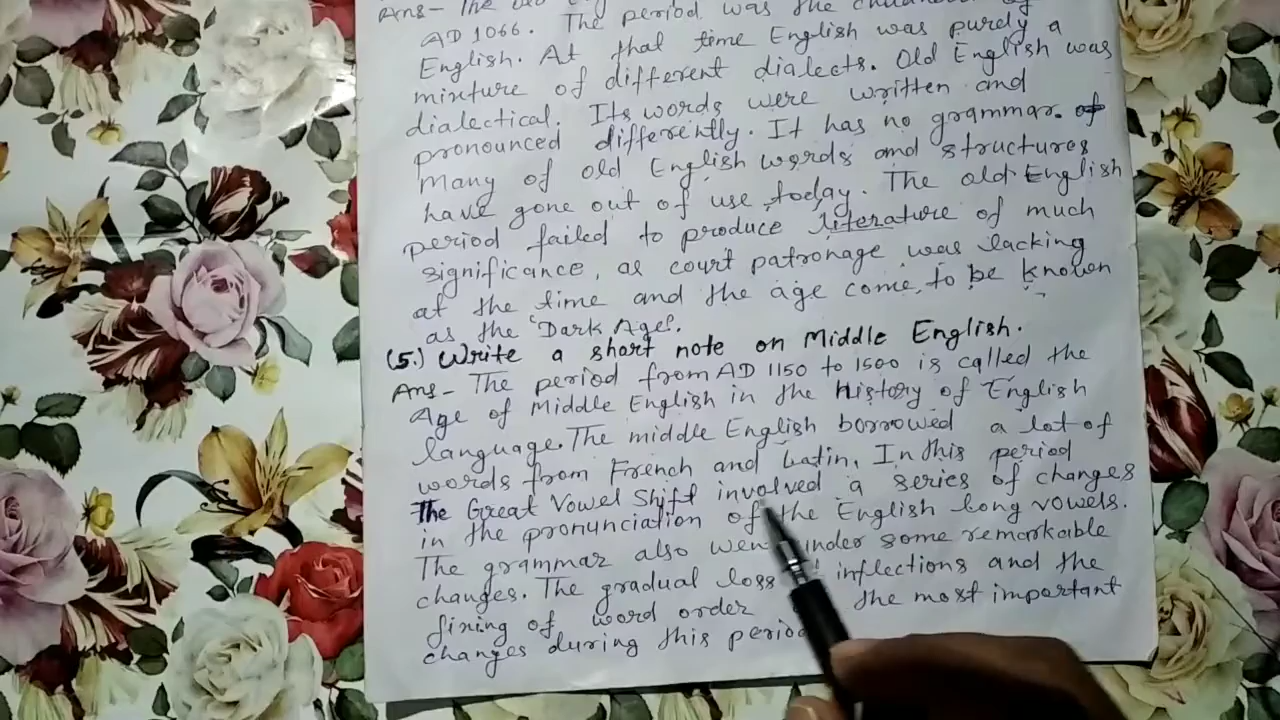 Ans - The
AD 1066. The period was the
English. At that time English was purely a
mixture of different dialects. Old English was
dialectical. Its words were written and
pronounced differently. It has no grammar. of
Many of old English words and structures
have gone out of use today. The old English
period failed to produce literature of much
significance, as court patronage was lacking
at the time and the age come to be known
as the 'Dark Age'.
(5.) Write a short note on Middle English.
Ans - The period from AD 1150 to 1500 is called the
Age of Middle English in the History of English
language. The middle English borrowed a lot of
words from French and Latin. In this period
The Great Vowel Shift involved a series of changes
in the pronunciation of the English long vowels.
The grammar also under some remarkable
changes. The gradual loss inflections and the
fixing of word order the most important
changes during this period